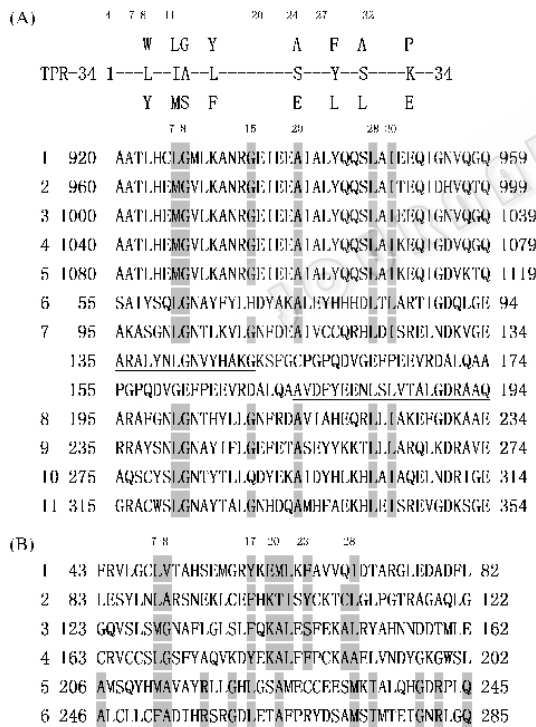 (A)
4 7 8 11 20 24 27 32
W LG Y A F A P
TPR-34 1---L--IA--L--------S--Y--S---K--34
Y MS F E L L E
7 8 15 20 28 30
1 920 AATLHCLGMLKANRGEIEEAIALYQQSLAIEEQIGNVQGQ 959
2 960 AATLHEMGVLKANRGEIEEAIALYQQSLAITEQIDHVQTQ 999
3 1000 AATLHEMGVLKANRGEIEEAIALYQQSLAIEEQIGNVQGQ 1039
4 1040 AATLHEMGVLKANRGEIEEAIALYQQSLAIKEQIGDVQGQ 1079
5 1080 AATLHEMGVLKANRGEIEEAIALYQQSLAIKEQIGDVKTQ 1119
6 55 SAIYSQLGNAYFYLHDYAKALEYHHHDLTLARTIGDQLGE 94
7 95 AKASGNLGNTLKVLGNFDEAIVCCQRHLDISRELNDKVGE 134
135 ARALYNLGNVYHAKGKSFGCPGPQDVGEFPEEVRDALQAA 174
155 PGPQDVGEFPEEVRDALQAAVDFYEENLSLVTALGDRAAQ 194
8 195 ARAFGNLGNTHYLLGNFRDAVIAHEQRLLIAKEFGDKAAE 234
9 235 RRAYSNLGNAYIFLGEFETASEYYKKTLLLARQLKDRAVE 274
10 275 AQSCYSLGNTYTLLQDYEKAIDYHLKHLAIAQELNDRIGE 314
11 315 GRACWSLGNAYTALGNHDQAMHFAEKHLEISREVGDKSGE 354
(B)
7 8 17 20 23 28
1 43 FRVLGCLVTAHSEMGRYKEMLKFAVVQIDTARGLEDADFL 82
2 83 LESYLNLARSNEKLCEFHKTISYCKTCLGLPGTRAGAQLG 122
3 123 GQVSLSMGNAFLGLSLFQKALESFEKALRYAHNNDDTMLE 162
4 163 CRVCCSLGSFYAQVKDYEKALFFPCKAAELVNDYGKGWSL 202
5 206 AMSQYHMAVAYRLLGHLGSAMECCEESMKIALQHGDRPLQ 245
6 246 ALCLLCFADIHRSRGDLETAFPRYDSAMSIMTEIGNRLGQ 285